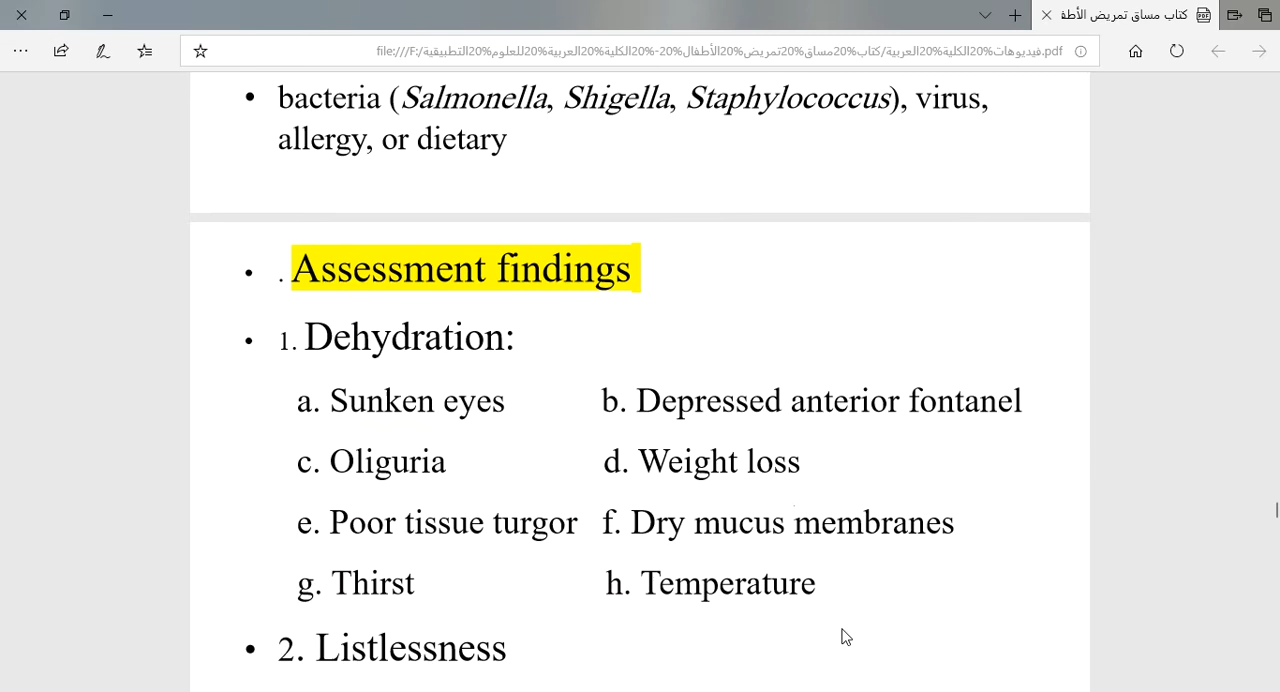 كتاب مساق تمريض الأطف
file:///F:/فيديوهات%20الكلية%20العربية/كتاب%20مساق%20تمريض%20الأطفال%20-%20الكلية%20العربية%20للعلوم%20التطبيقية.pdf
• bacteria (Salmonella, Shigella, Staphylococcus), virus,
allergy, or dietary
• . Assessment findings
• 1. Dehydration:
a. Sunken eyes b. Depressed anterior fontanel
c. Oliguria d. Weight loss
e. Poor tissue turgor f. Dry mucus membranes
g. Thirst h. Temperature
• 2. Listlessness